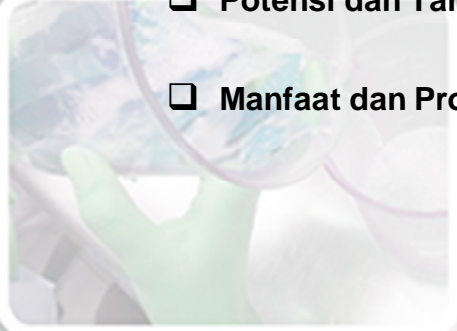 ❑ Potensi dan
❑ Manfaat dan